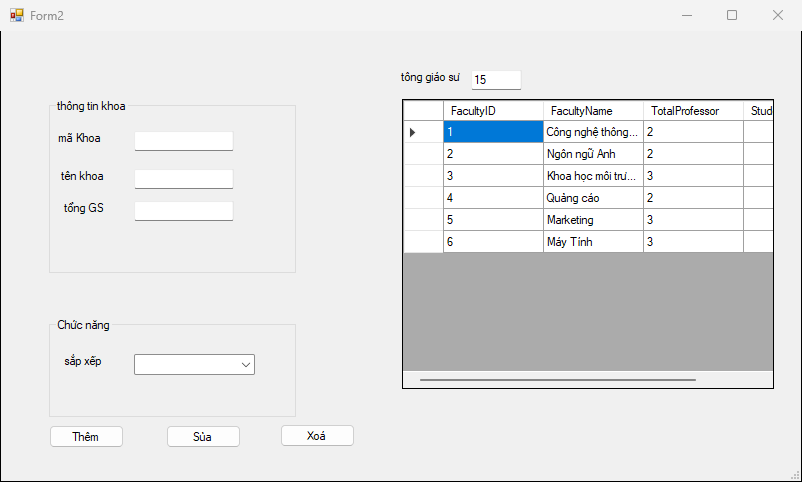 Form2
tông giáo sư 15
thông tin khoa
mã Khoa
tên khoa
tổng GS
FacultyID FacultyName TotalProfessor Stud
1 Công nghệ thông... 2
2 Ngôn ngữ Anh 2
3 Khoa học môi trư... 3
4 Quảng cáo 2
5 Marketing 3
6 Máy Tính 3
Chức năng
sắp xếp
Thêm Sủa Xoá